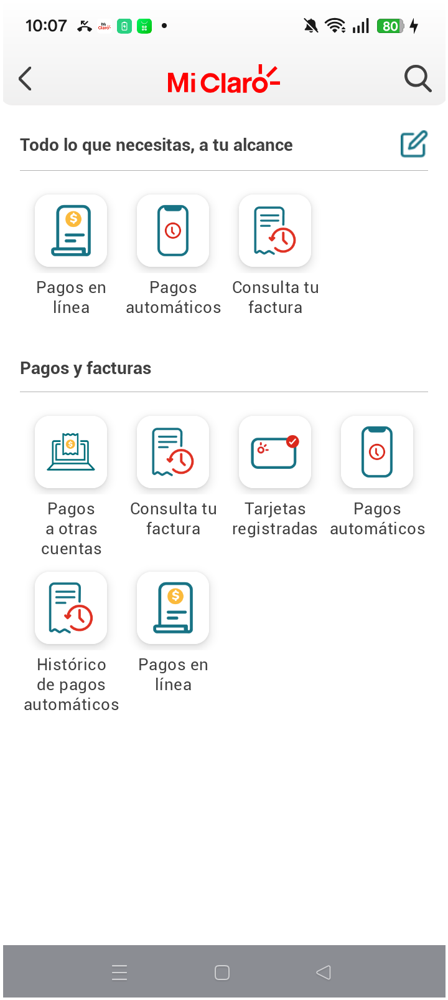 10:07
Mi Claro
80
Mi Claro
Todo lo que necesitas, a tu alcance
$
Pagos en
línea
Pagos
automáticos
Consulta tu
factura
Pagos y facturas
$
Pagos
a otras
cuentas
Consulta tu
factura
Tarjetas
registradas
Pagos
automáticos
$
Histórico
de pagos
automáticos
Pagos en
línea